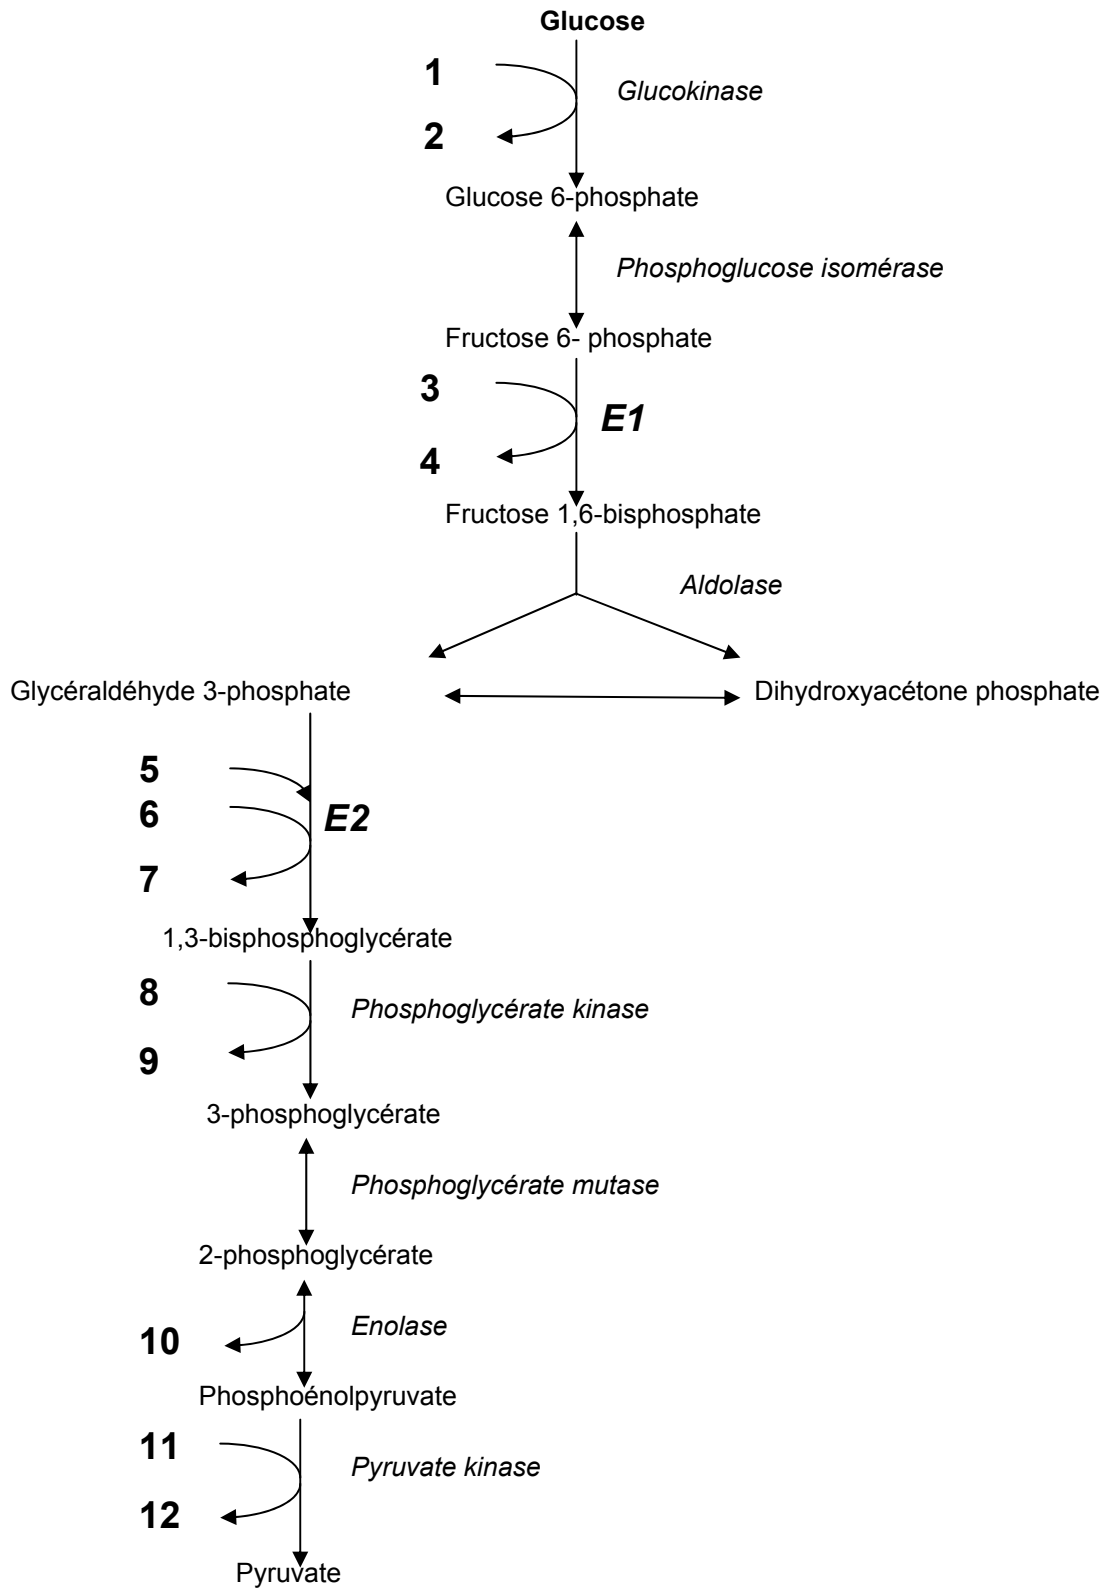 Glucose
1
Glucokinase
2
Glucose 6-phosphate
Phosphoglucose isomérase
Fructose 6- phosphate
3
E1
4
Fructose 1,6-bisphosphate
Aldolase
Glycéraldéhyde 3-phosphate
Dihydroxyacétone phosphate
5
6
E2
7
1,3-bisphosphoglycérate
8
Phosphoglycérate kinase
9
3-phosphoglycérate
Phosphoglycérate mutase
2-phosphoglycérate
Enolase
10
Phosphoénolpyruvate
11
Pyruvate kinase
12
Pyruvate